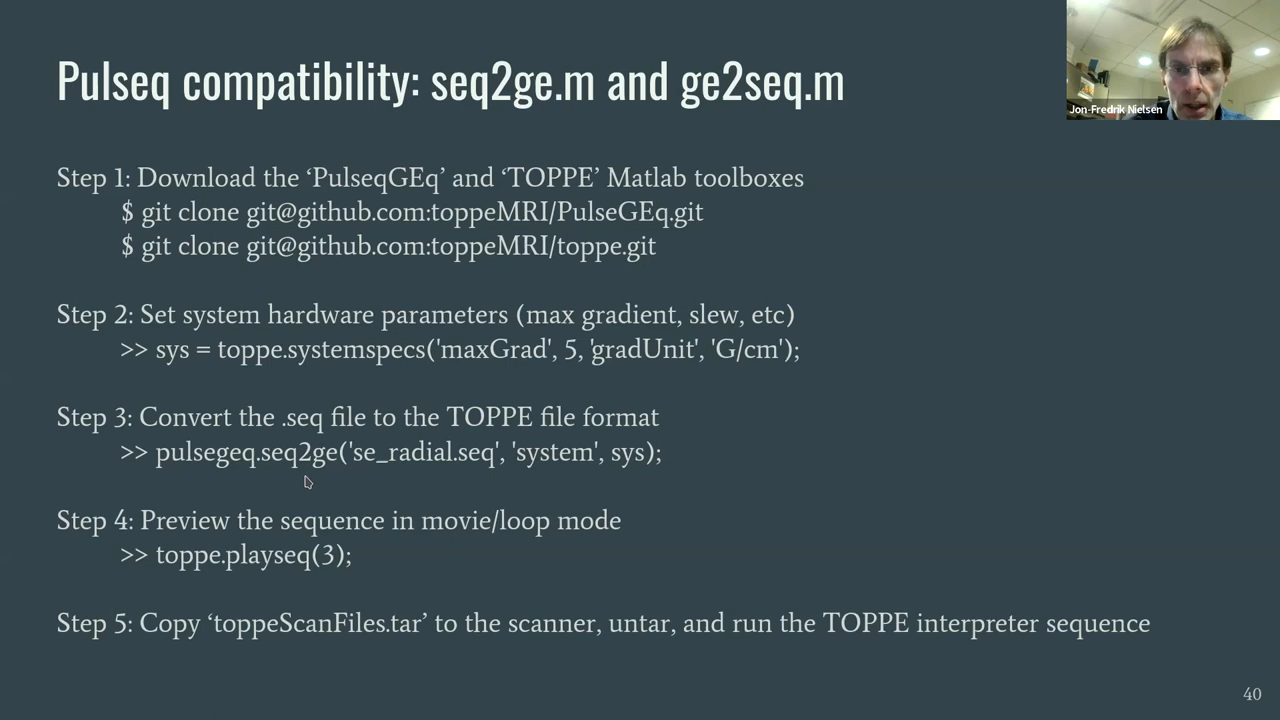 Pulseq compatibility: seq2ge.m and ge2seq.m
Jon-Fredrik Nielsen
Step 1: Download the ‘PulseqGEq’ and ‘TOPPE’ Matlab toolboxes
$ git clone git@github.com:toppeMRI/PulseGEq.git
$ git clone git@github.com:toppeMRI/toppe.git
Step 2: Set system hardware parameters (max gradient, slew, etc)
>> sys = toppe.systemspecs('maxGrad', 5, 'gradUnit', 'G/cm');
Step 3: Convert the .seq file to the TOPPE file format
>> pulsegeq.seq2ge('se_radial.seq', 'system', sys);
Step 4: Preview the sequence in movie/loop mode
>> toppe.playseq(3);
Step 5: Copy ‘toppeScanFiles.tar’ to the scanner, untar, and run the TOPPE interpreter sequence
40